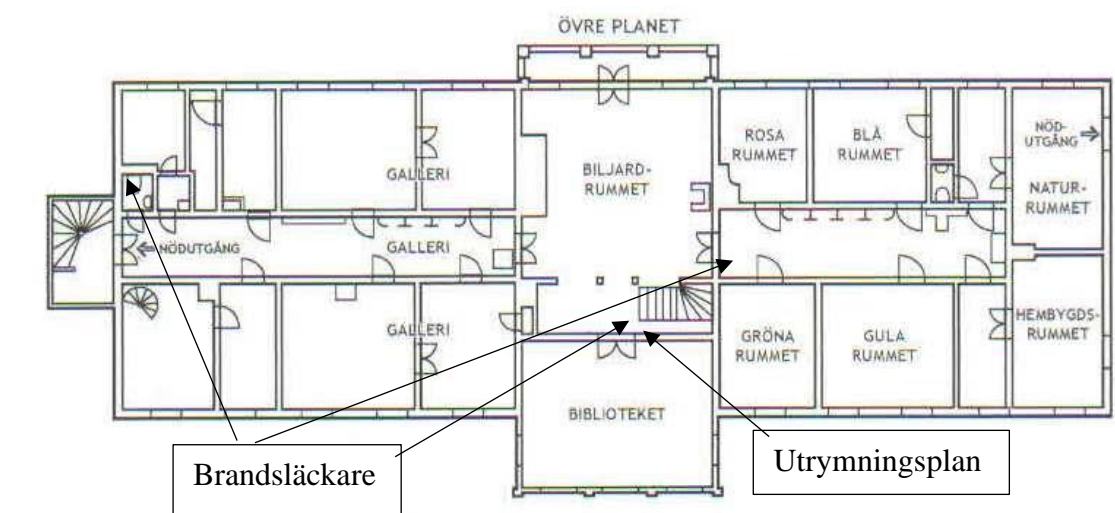 ÖVRE PLANET
GALLERI
BILJARD-
RUMMET
ROSA
RUMMET
BLÅ
RUMMET
NÖD-
UTGÅNG
NATUR-
RUMMET
NÖDUTGÅNG
GALLERI
GALLERI
GRÖNA
RUMMET
GULA
RUMMET
HEMBYGDS-
RUMMET
BIBLIOTEKET
Brandsläckare
Utrymningsplan